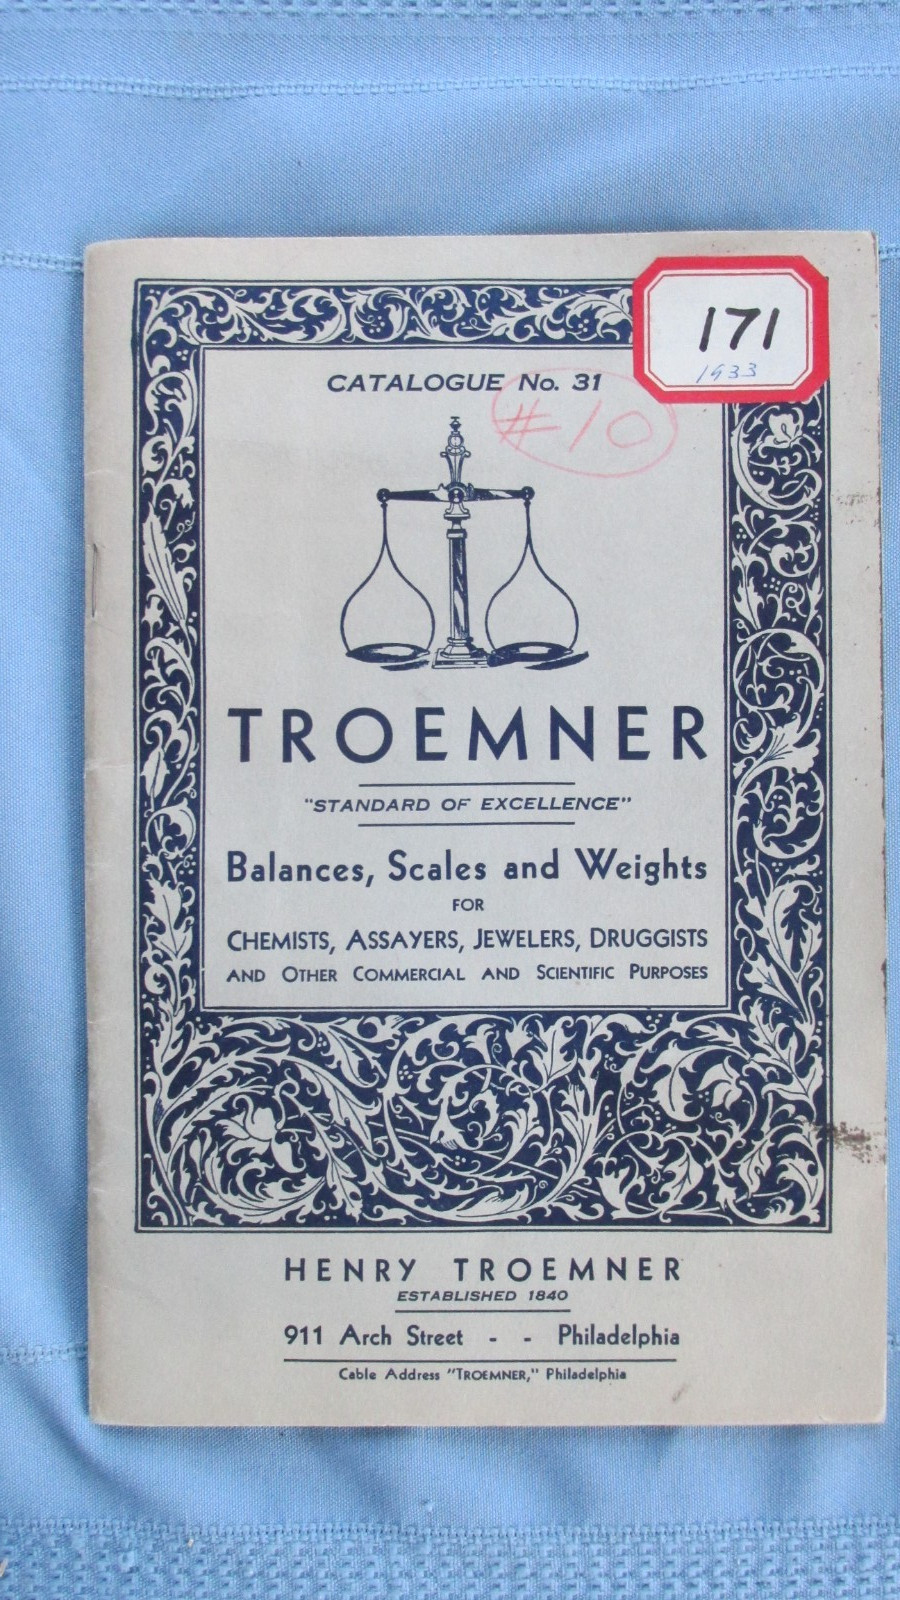 171
1933
CATALOGUE No. 31
#10
TROEMNER
"STANDARD OF EXCELLENCE"
Balances, Scales and Weights
FOR
CHEMISTS, ASSAYERS, JEWELERS, DRUGGISTS
AND OTHER COMMERCIAL AND SCIENTIFIC PURPOSES
HENRY TROEMNER
ESTABLISHED 1840
911 Arch Street - - Philadelphia
Cable Address "TROEMNER," Philadelphia